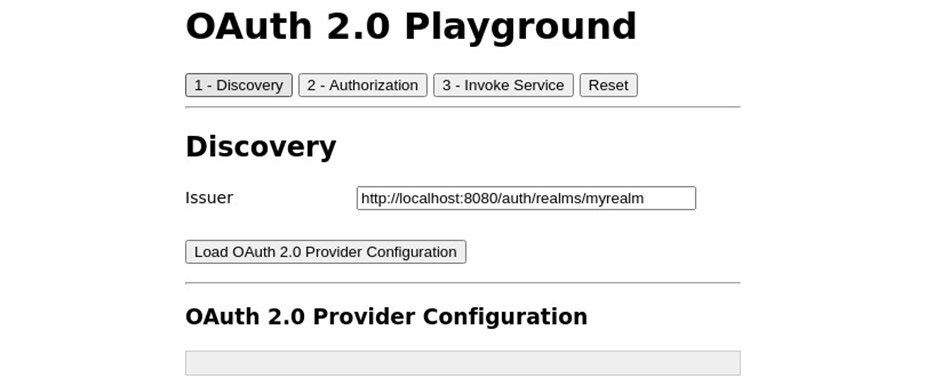 OAuth 2.0 Playground
1 - Discovery 2 - Authorization 3 - Invoke Service Reset
Discovery
Issuer http://localhost:8080/auth/realms/myrealm
Load OAuth 2.0 Provider Configuration
OAuth 2.0 Provider Configuration